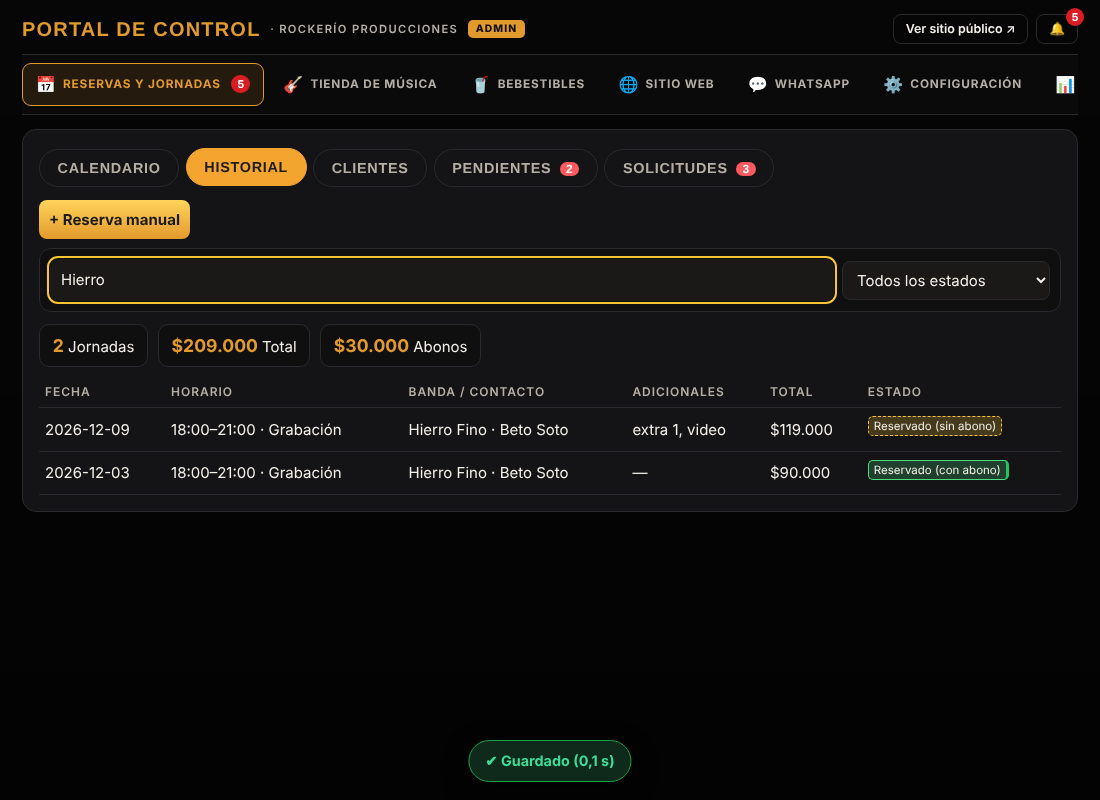 PORTAL DE CONTROL · ROCKERÍO PRODUCCIONES ADMIN Ver sitio público ↗ 5
RESERVAS Y JORNADAS 5 TIENDA DE MÚSICA BEBESTIBLES SITIO WEB WHATSAPP CONFIGURACIÓN
CALENDARIO HISTORIAL CLIENTES PENDIENTES 2 SOLICITUDES 3
+ Reserva manual
Hierro Todos los estados
2 Jornadas $209.000 Total $30.000 Abonos
FECHA HORARIO BANDA / CONTACTO ADICIONALES TOTAL ESTADO
2026-12-09 18:00–21:00 · Grabación Hierro Fino · Beto Soto extra 1, video $119.000 Reservado (sin abono)
2026-12-03 18:00–21:00 · Grabación Hierro Fino · Beto Soto — $90.000 Reservado (con abono)
✔ Guardado (0,1 s)